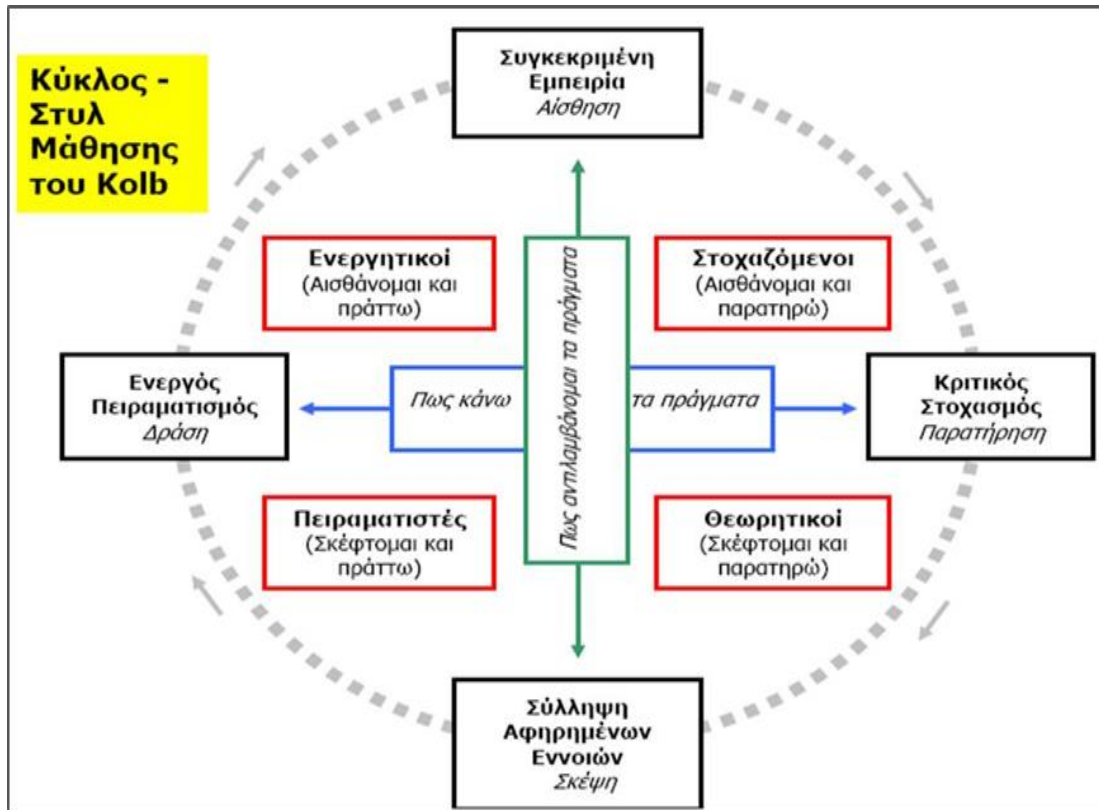 Κύκλος -
Στυλ
Μάθησης
του Kolb
Συγκεκριμένη
Εμπειρία
Αίσθηση
Ενεργητικοί
(Αισθάνομαι και
πράττω)
Στοχαζόμενοι
(Αισθάνομαι και
παρατηρώ)
Ενεργός
Πειραματισμός
Δράση
Πως κάνω τα πράγματα
Πως αντιλαμβάνομαι τα πράγματα
Κριτικός
Στοχασμός
Παρατήρηση
Πειραματιστές
(Σκέφτομαι και
πράττω)
Θεωρητικοί
(Σκέφτομαι και
παρατηρώ)
Σύλληψη
Αφηρημένων
Εννοιών
Σκέψη